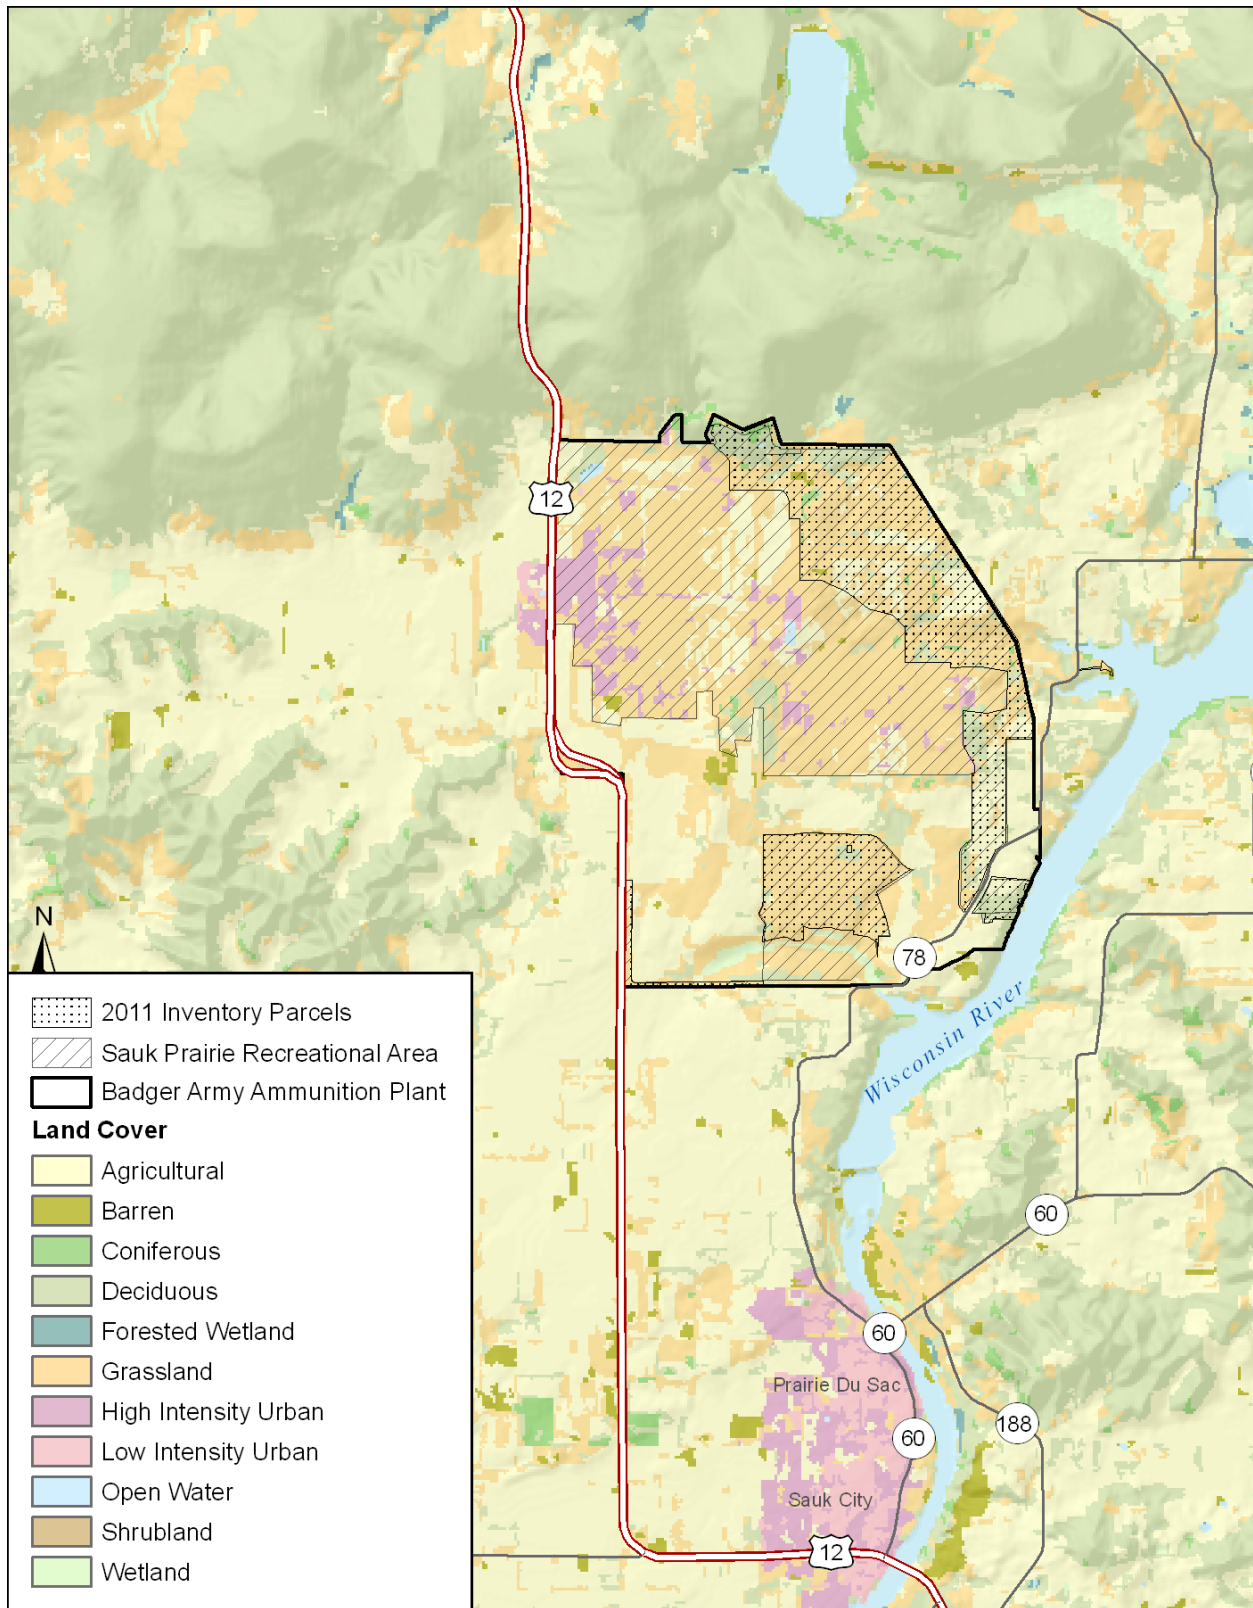 12
78
Wisconsin River
60
60
Prairie Du Sac
60
188
Sauk City
12
N
2011 Inventory Parcels
Sauk Prairie Recreational Area
Badger Army Ammunition Plant
Land Cover
Agricultural
Barren
Coniferous
Deciduous
Forested Wetland
Grassland
High Intensity Urban
Low Intensity Urban
Open Water
Shrubland
Wetland